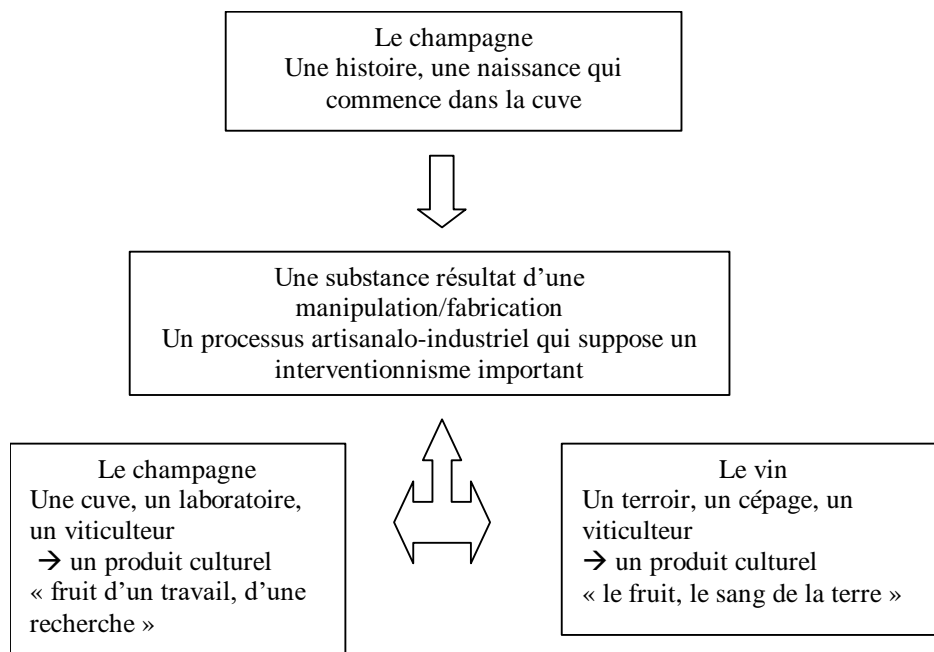 Le champagne
Une histoire, une naissance qui
commence dans la cuve
Une substance résultat d’une
manipulation/fabrication
Un processus artisanalo-industriel qui suppose un
interventionnisme important
Le champagne
Une cuve, un laboratoire,
un viticulteur
→ un produit culturel
« fruit d’un travail, d’une
recherche »
Le vin
Un terroir, un cépage, un
viticulteur
→ un produit culturel
« le fruit, le sang de la terre »